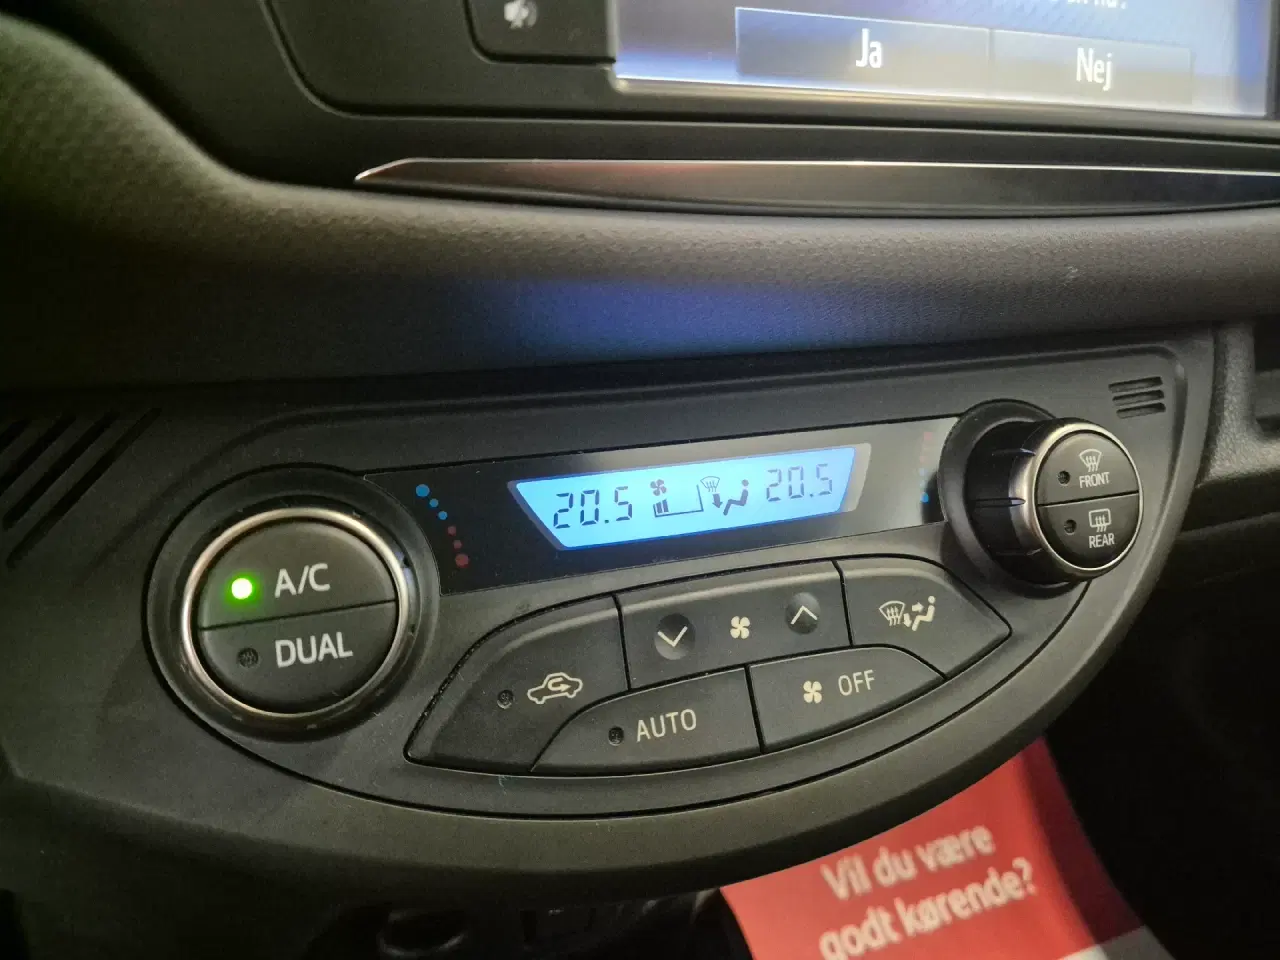 Ja
Nej
20.5
20.5
FRONT
REAR
A/C
DUAL
AUTO
OFF
Vil du være
godt kørende?